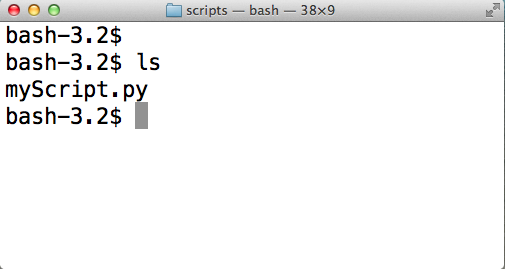 scripts — bash — 38×9
bash-3.2$
bash-3.2$ ls
myScript.py
bash-3.2$